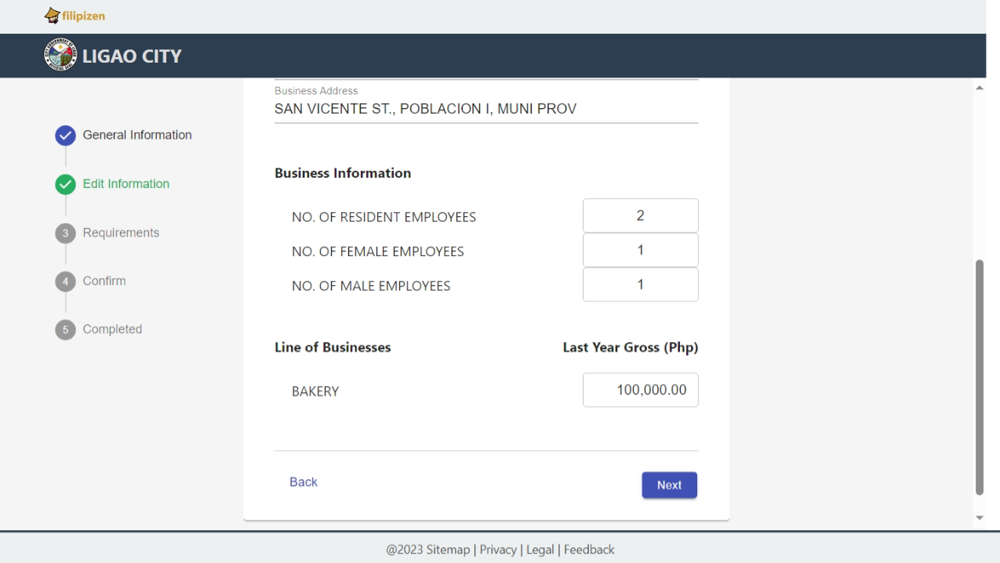 filipizen
LIGAO CITY
General Information
Edit Information
3 Requirements
4 Confirm
5 Completed
Business Address
SAN VICENTE ST., POBLACION I, MUNI PROV
Business Information
NO. OF RESIDENT EMPLOYEES 2
NO. OF FEMALE EMPLOYEES 1
NO. OF MALE EMPLOYEES 1
Line of Businesses Last Year Gross (Php)
BAKERY 100,000.00
Back Next
@2023 Sitemap | Privacy | Legal | Feedback